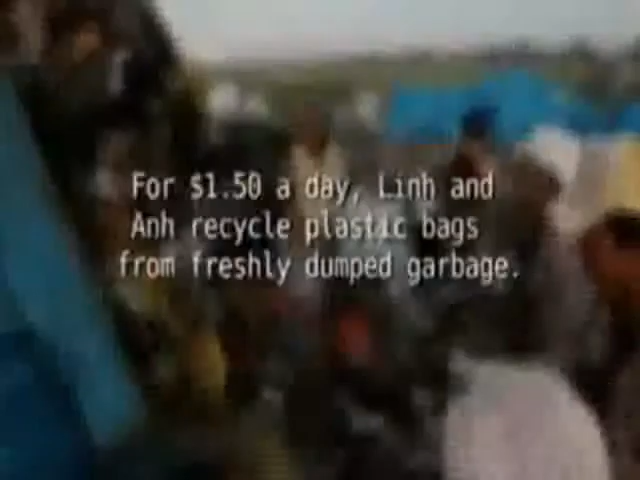 For $1.50 a day, Linh and
Anh recycle plastic bags
from freshly dumped garbage.